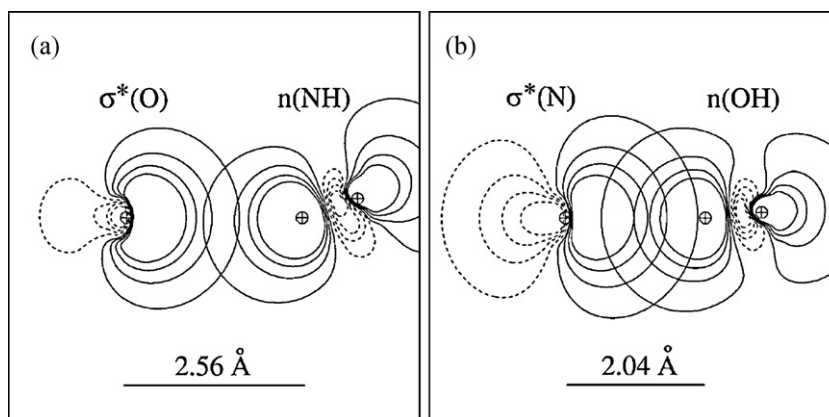 (a)
σ*(O) n(NH)
2.56 Å
(b)
σ*(N) n(OH)
2.04 Å